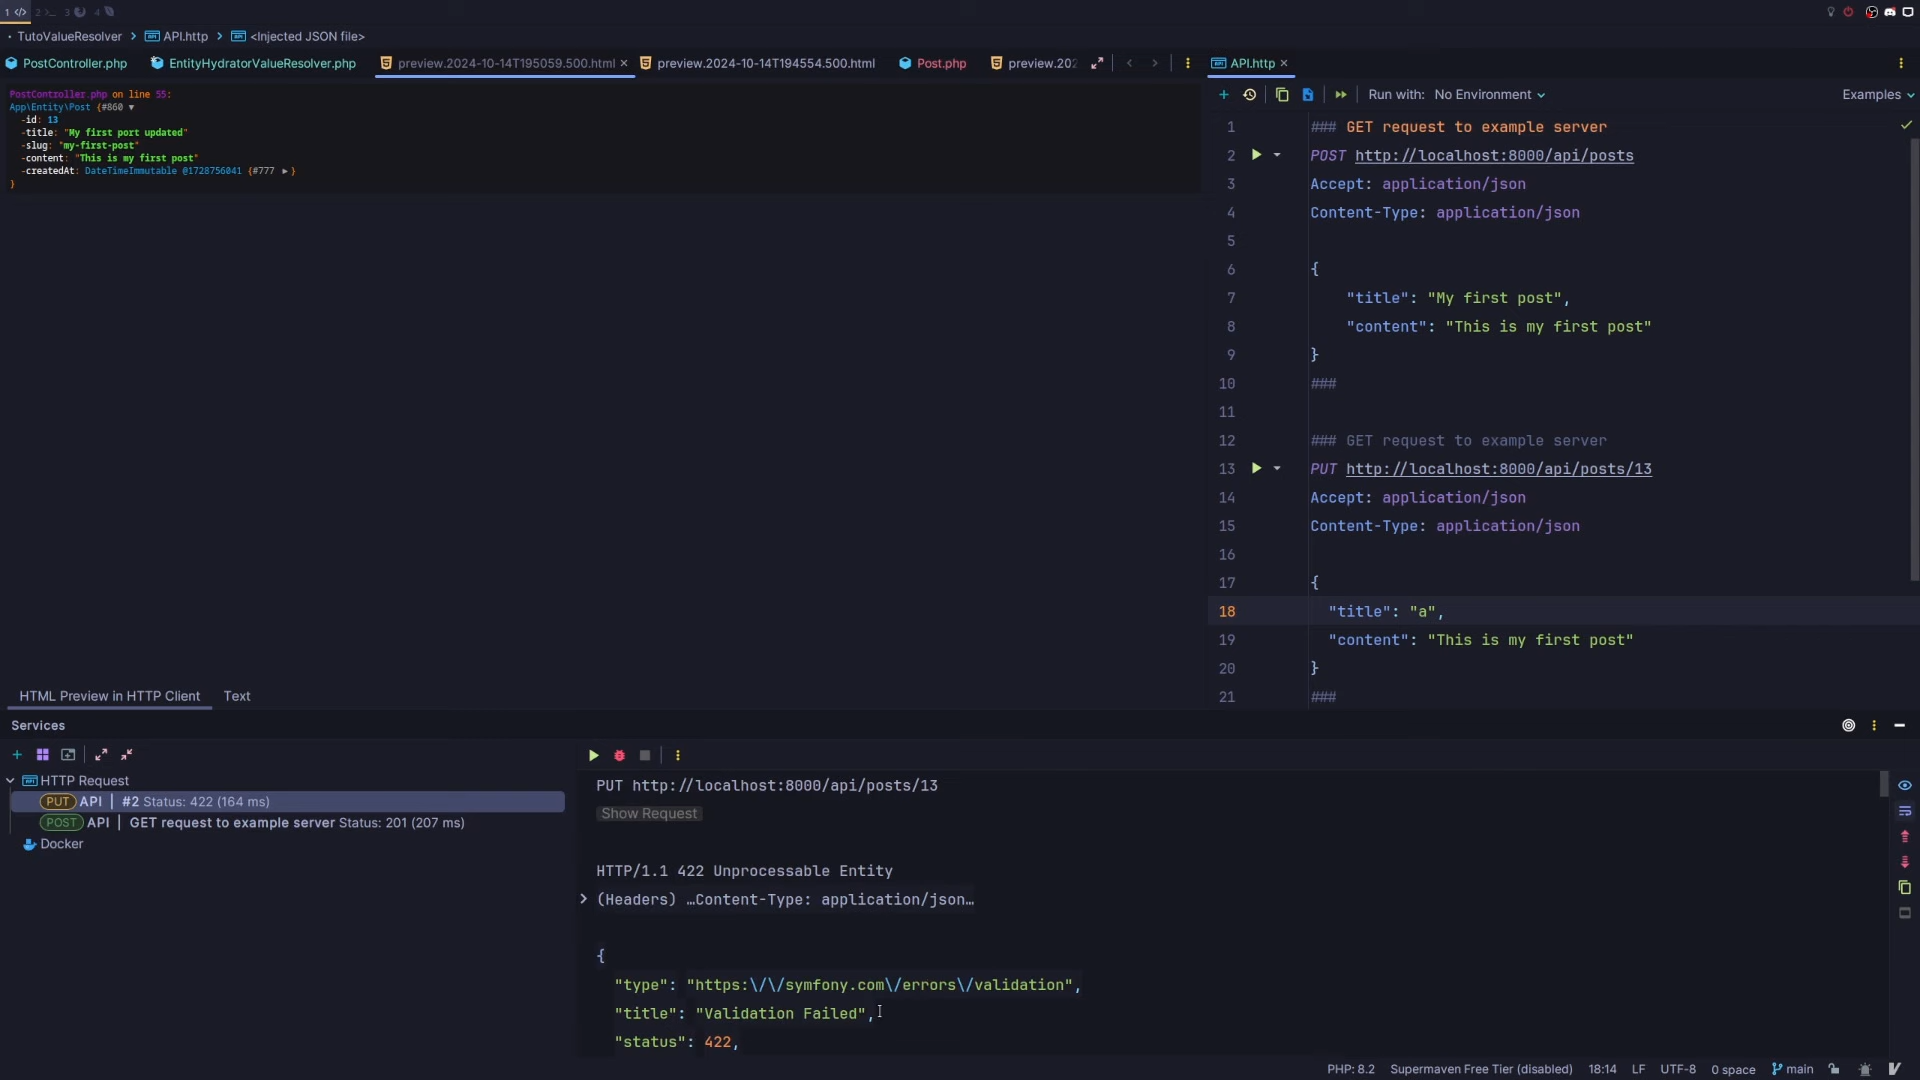 1 </> 2 3 4
TutoValueResolver > API.http > <Injected JSON file>
PostController.php EntityHydratorValueResolver.php preview.2024-10-14T195059.500.html preview.2024-10-14T194554.500.html Post.php preview.202 API.http
PostController.php on line 55:
App\Entity\Post {#860 ▼
-id: 13
-title: "My first port updated"
-slug: "my-first-post"
-content: "This is my first post"
-createdAt: DateTimeImmutable @1728756041 {#777 ▶}
}
HTML Preview in HTTP Client Text
Run with: No Environment Examples
1 ### GET request to example server
2 POST http://localhost:8000/api/posts
3 Accept: application/json
4 Content-Type: application/json
5
6 {
7 "title": "My first post",
8 "content": "This is my first post"
9 }
10 ###
11
12 ### GET request to example server
13 PUT http://localhost:8000/api/posts/13
14 Accept: application/json
15 Content-Type: application/json
16
17 {
18 "title": "a",
19 "content": "This is my first post"
20 }
21 ###
Services
HTTP Request
PUT API | #2 Status: 422 (164 ms)
POST API | GET request to example server Status: 201 (207 ms)
Docker
PUT http://localhost:8000/api/posts/13
Show Request
HTTP/1.1 422 Unprocessable Entity
(Headers) …Content-Type: application/json…
{
"type": "https:\/\/symfony.com\/errors\/validation",
"title": "Validation Failed",
"status": 422,
PHP: 8.2 Supermaven Free Tier (disabled) 18:14 LF UTF-8 0 space main